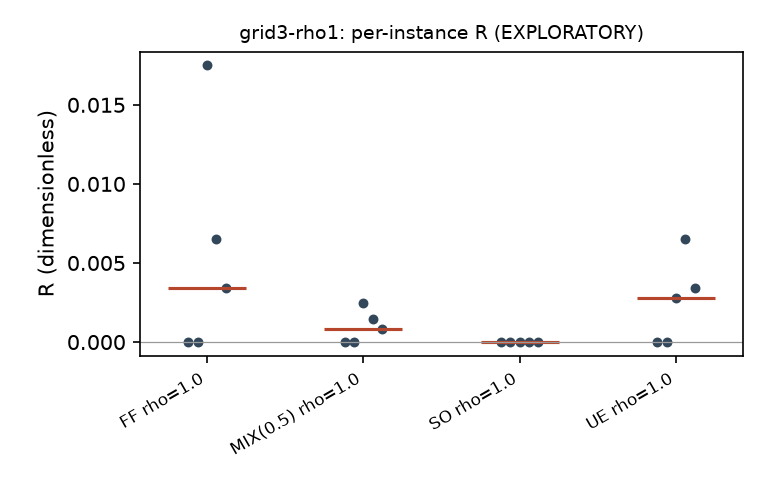 grid3-rho1: per-instance R (EXPLORATORY)
R (dimensionless)
0.015
0.010
0.005
0.000
FF rho=1.0
MIX(0.5) rho=1.0
SO rho=1.0
UE rho=1.0